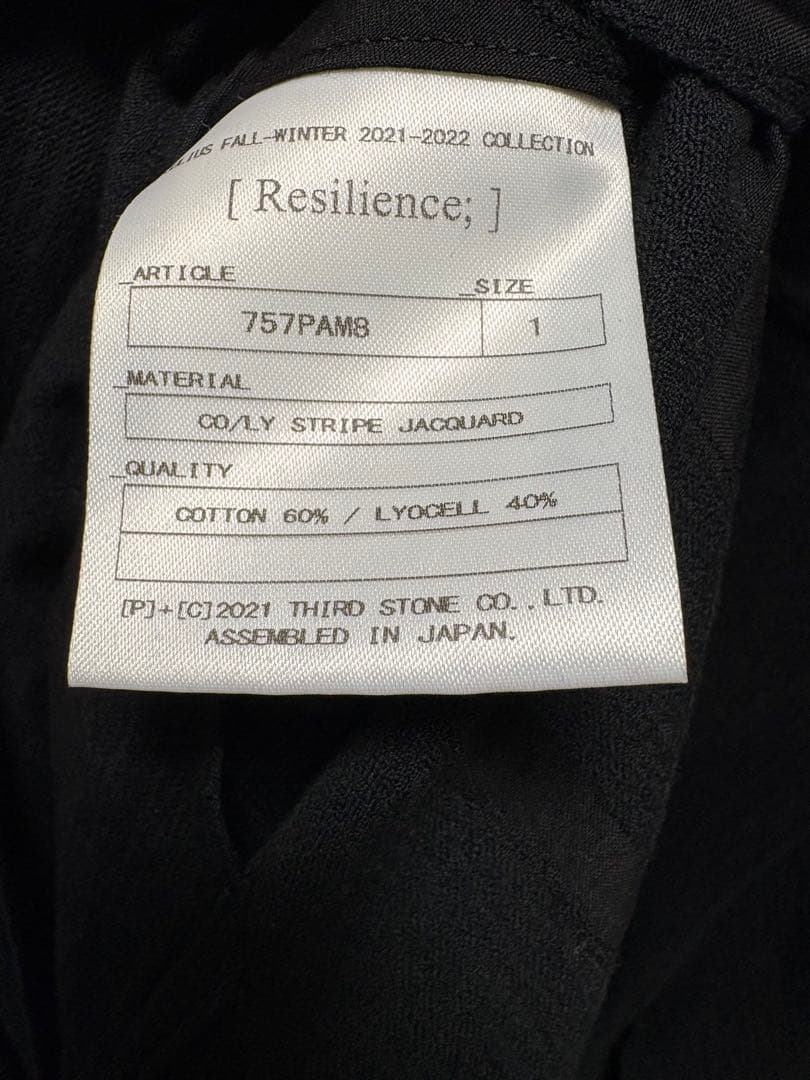 FALL-WINTER 2021-2022 COLLECTION
[ Resilience; ]
_ARTICLE
_SIZE
757PAM8
1
_MATERIAL
CO/LY STRIPE JACQUARD
_QUALITY
COTTON 60% / LYOCELL 40%
[P]+[C]2021 THIRD STONE CO.,LTD.
ASSEMBLED IN JAPAN.